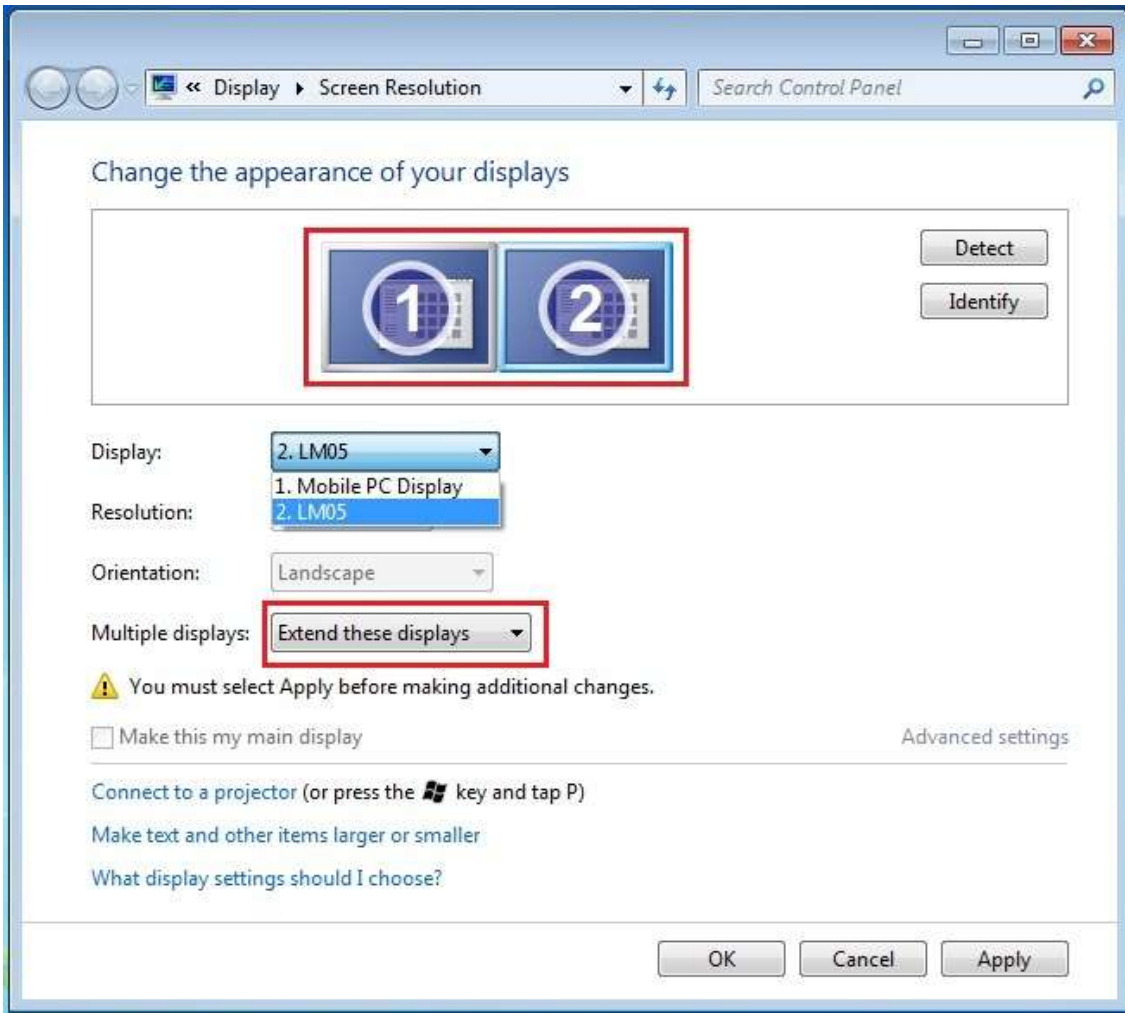 « Display ▸ Screen Resolution
Search Control Panel
Change the appearance of your displays
1 2
Detect
Identify
Display: 2. LM05
1. Mobile PC Display
Resolution: 2. LM05
Orientation: Landscape
Multiple displays: Extend these displays
You must select Apply before making additional changes.
Make this my main display Advanced settings
Connect to a projector (or press the key and tap P)
Make text and other items larger or smaller
What display settings should I choose?
OK Cancel Apply